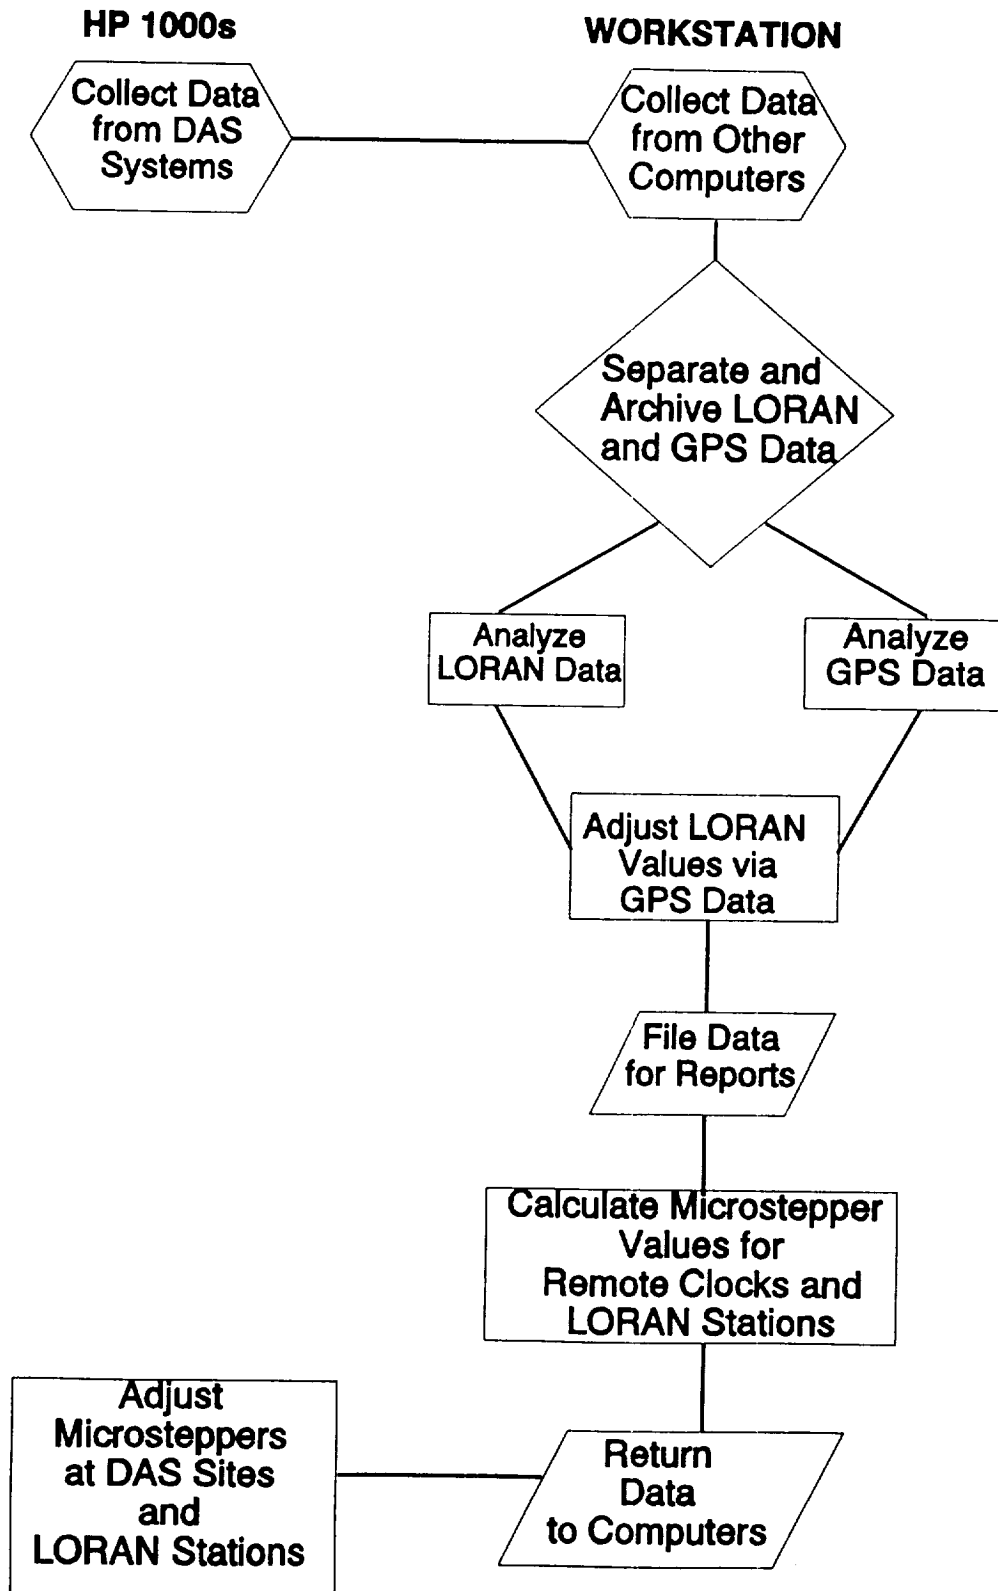 HP 1000s
WORKSTATION
Collect Data
from DAS
Systems
Collect Data
from Other
Computers
Separate and
Archive LORAN
and GPS Data
Analyze
LORAN Data
Analyze
GPS Data
Adjust LORAN
Values via
GPS Data
File Data
for Reports
Calculate Microstepper
Values for
Remote Clocks and
LORAN Stations
Adjust
Microsteppers
at DAS Sites
and
LORAN Stations
Return
Data
to Computers